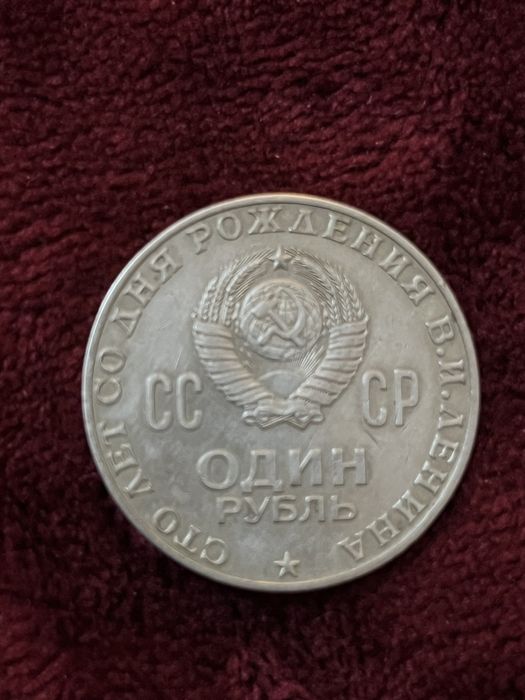 СТО ЛЕТ СО ДНЯ РОЖДЕНИЯ В.И.ЛЕНИНА
СС СР
ОДИН
РУБЛЬ